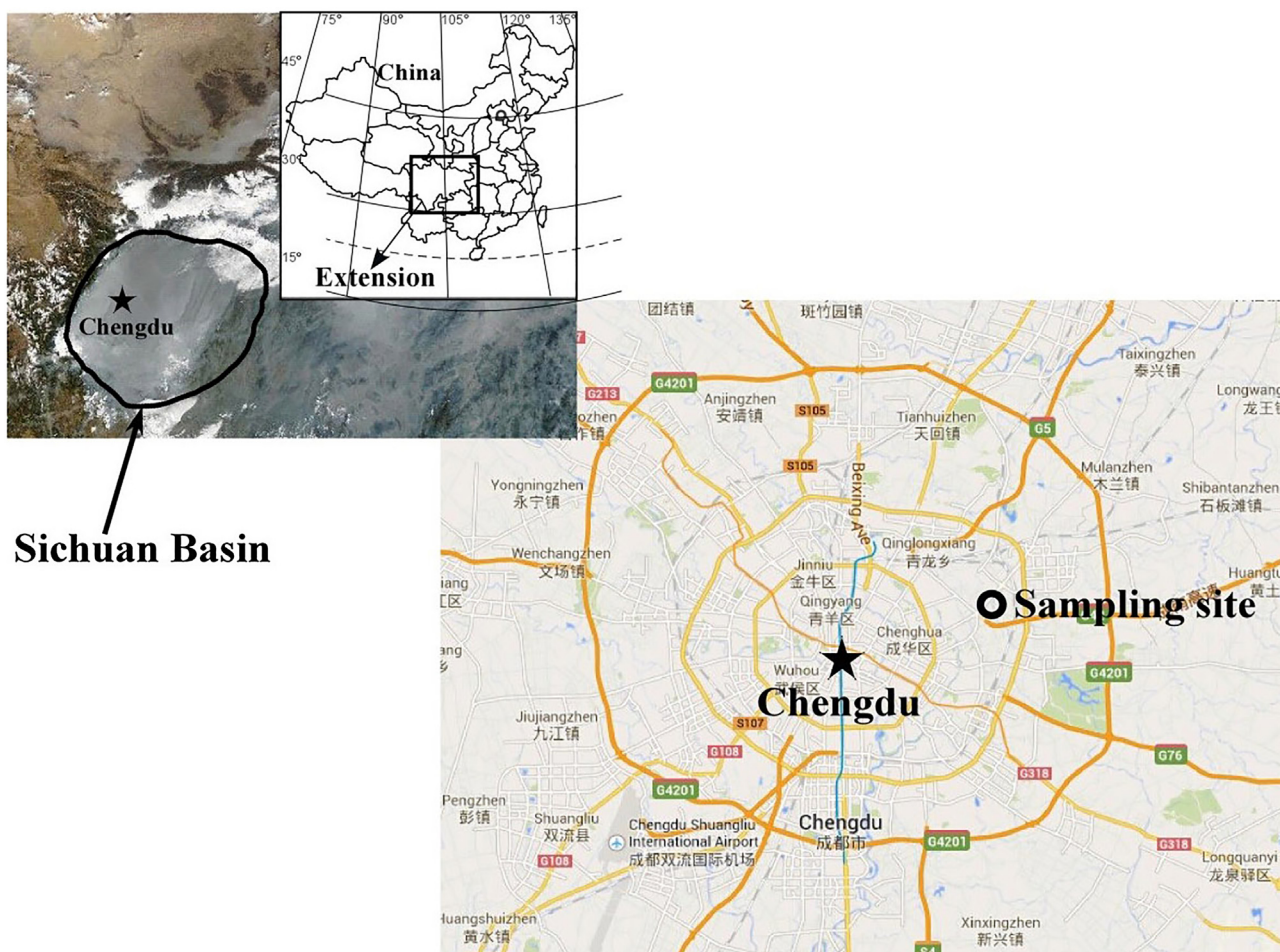 75°
90°
105°
120°
135°
45°
China
30°
15°
Extension
Chengdu
Sichuan Basin
团结镇
斑竹园镇
Taixingzhen
泰兴镇
G4201
G213
Anjingzhen
安靖镇
S105
Tianhuizhen
天回镇
G5
Longwang
S105
Beixing Ave
Mulanzhen
木兰镇
Yongningzhen
永宁镇
Shibantanzhen
石板滩镇
Wenchangzhen
文场镇
Qinglongxiang
青龙乡
Jinniu
金牛区
Qingyang
青羊区
Sampling site
Chenghua
成华区
Wuhou
武侯区
Chengdu
G4201
Jiujiangzhen
九江镇
S107
G108
G76
G318
G4201
Pengzhen
彭镇
Shuangliu
双流县
Chengdu Shuangliu
International Airport
成都双流国际机场
Chengdu
成都市
G4201
G318
G108
Longquanyi
龙泉驿区
Huangshuizhen
黄水镇
Xinxingzhen
新兴镇